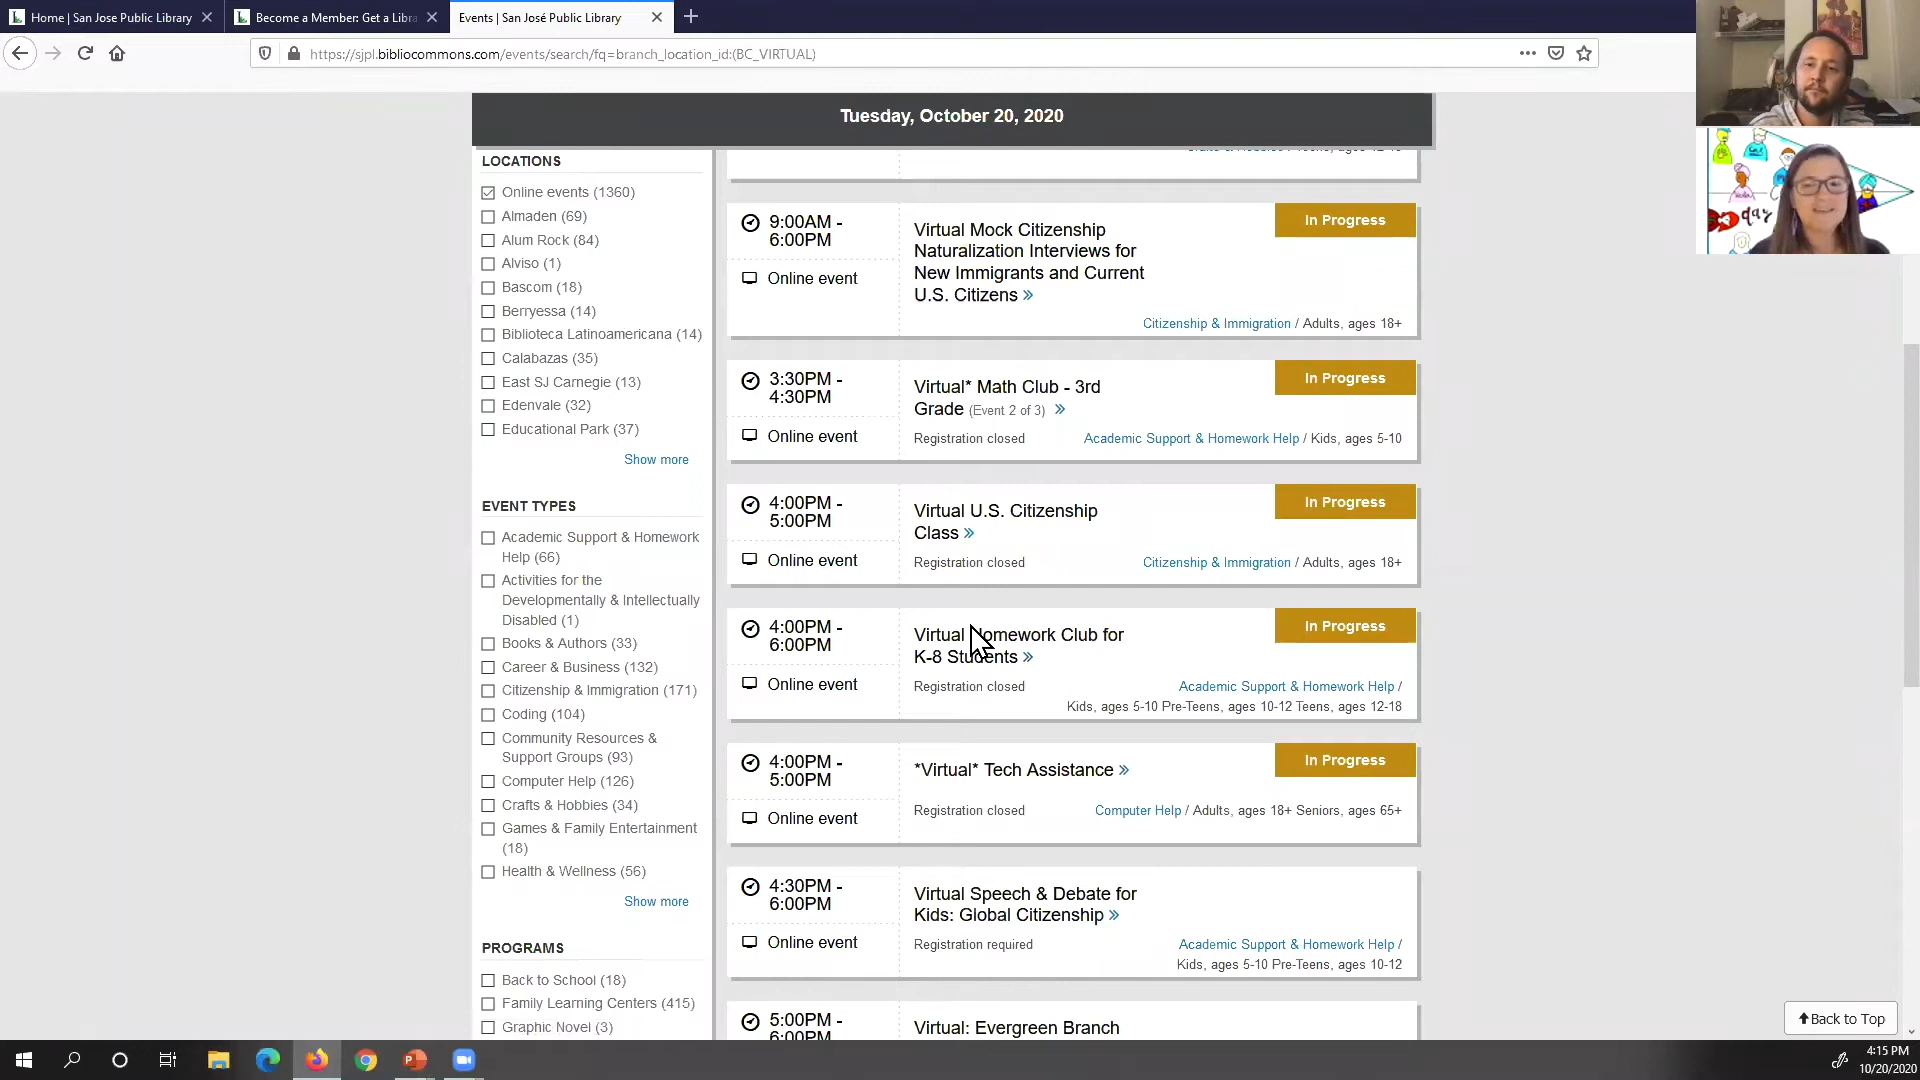 Home | San Jose Public Library
Become a Member: Get a Libra
Events | San José Public Library
https://sjpl.bibliocommons.com/events/search/fq=branch_location_id:(BC_VIRTUAL)
Tuesday, October 20, 2020
LOCATIONS
Online events (1360)
Almaden (69)
Alum Rock (84)
Alviso (1)
Bascom (18)
Berryessa (14)
Biblioteca Latinoamericana (14)
Calabazas (35)
East SJ Carnegie (13)
Edenvale (32)
Educational Park (37)
Show more
EVENT TYPES
Academic Support & Homework
Help (66)
Activities for the
Developmentally & Intellectually
Disabled (1)
Books & Authors (33)
Career & Business (132)
Citizenship & Immigration (171)
Coding (104)
Community Resources &
Support Groups (93)
Computer Help (126)
Crafts & Hobbies (34)
Games & Family Entertainment
(18)
Health & Wellness (56)
Show more
PROGRAMS
Back to School (18)
Family Learning Centers (415)
Graphic Novel (3)
9:00AM -
6:00PM
Online event
Virtual Mock Citizenship
Naturalization Interviews for
New Immigrants and Current
U.S. Citizens »
In Progress
Citizenship & Immigration / Adults, ages 18+
3:30PM -
4:30PM
Online event
Virtual* Math Club - 3rd
Grade (Event 2 of 3) »
In Progress
Registration closed
Academic Support & Homework Help / Kids, ages 5-10
4:00PM -
5:00PM
Online event
Virtual U.S. Citizenship
Class »
In Progress
Registration closed
Citizenship & Immigration / Adults, ages 18+
4:00PM -
6:00PM
Online event
Virtual Homework Club for
K-8 Students »
In Progress
Registration closed
Academic Support & Homework Help /
Kids, ages 5-10 Pre-Teens, ages 10-12 Teens, ages 12-18
4:00PM -
5:00PM
Online event
*Virtual* Tech Assistance »
In Progress
Registration closed
Computer Help / Adults, ages 18+ Seniors, ages 65+
4:30PM -
6:00PM
Online event
Virtual Speech & Debate for
Kids: Global Citizenship »
Registration required
Academic Support & Homework Help /
Kids, ages 5-10 Pre-Teens, ages 10-12
5:00PM -
6:00PM
Virtual: Evergreen Branch
Back to Top
day
4:15 PM
10/20/2020